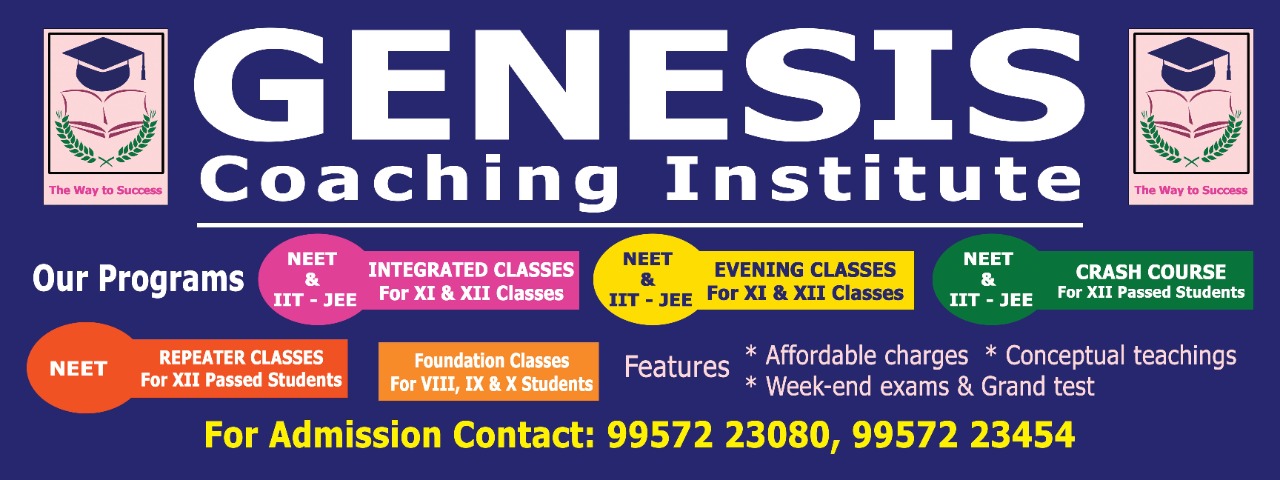 GENESIS
Coaching Institute
The Way to Success
The Way to Success
Our Programs
NEET
&
IIT - JEE
INTEGRATED CLASSES
For XI & XII Classes
NEET
&
IIT - JEE
EVENING CLASSES
For XI & XII Classes
NEET
&
IIT - JEE
CRASH COURSE
For XII Passed Students
NEET
REPEATER CLASSES
For XII Passed Students
Foundation Classes
For VIII, IX & X Students
Features
* Affordable charges * Conceptual teachings
* Week-end exams & Grand test
For Admission Contact: 99572 23080, 99572 23454